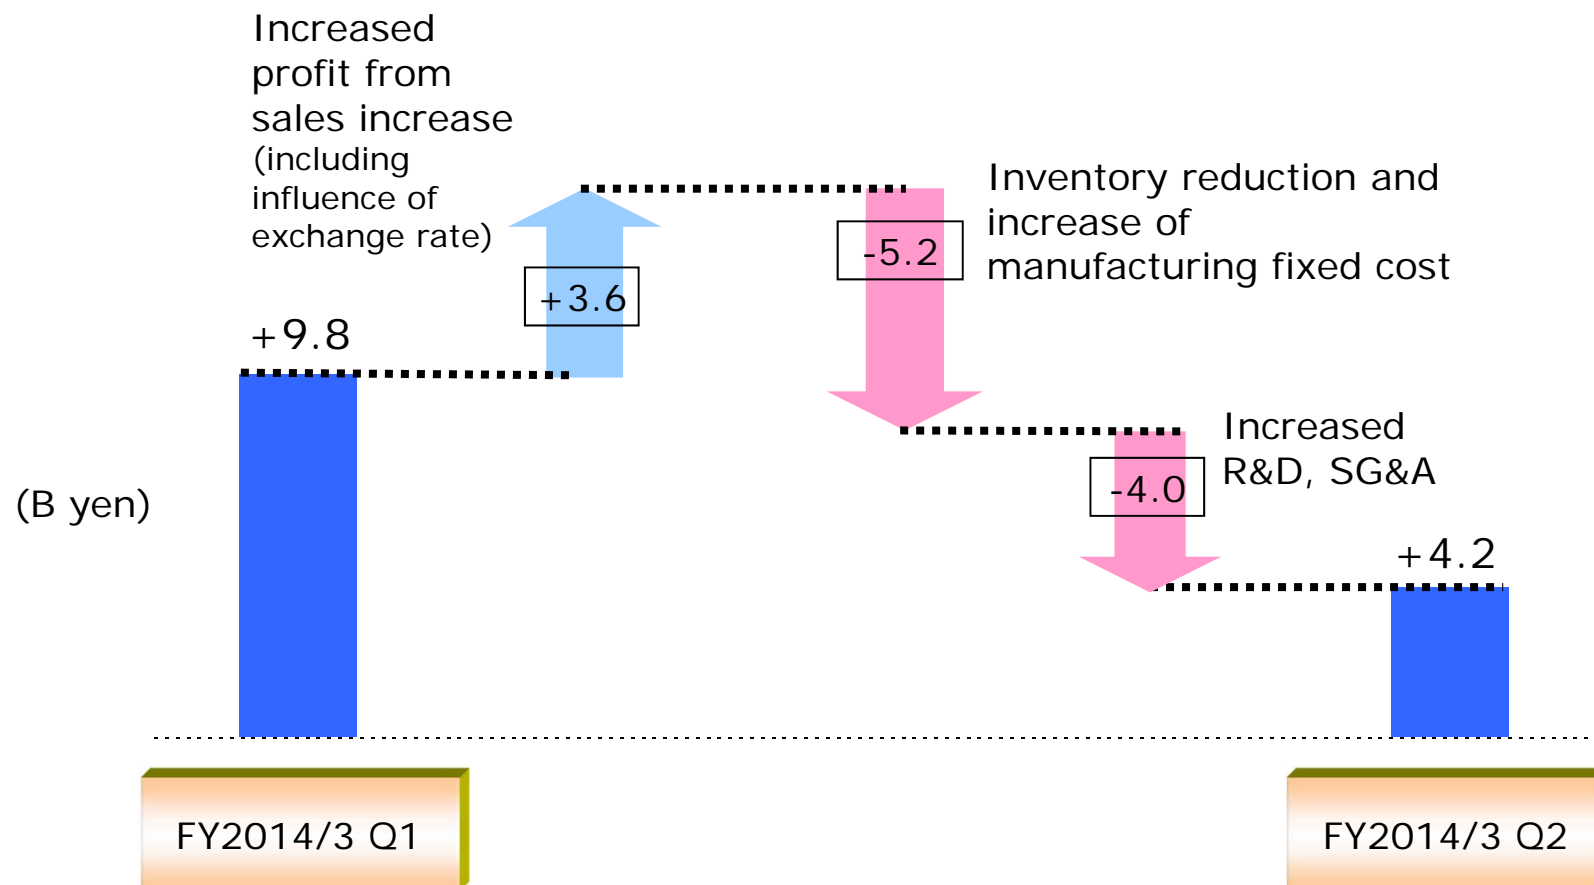 Increased
profit from
sales increase
(including
influence of
exchange rate)
Inventory reduction and
increase of
manufacturing fixed cost
-5.2
+3.6
+9.8
Increased
R&D, SG&A
-4.0
(B yen)
+4.2
FY2014/3 Q1
FY2014/3 Q2